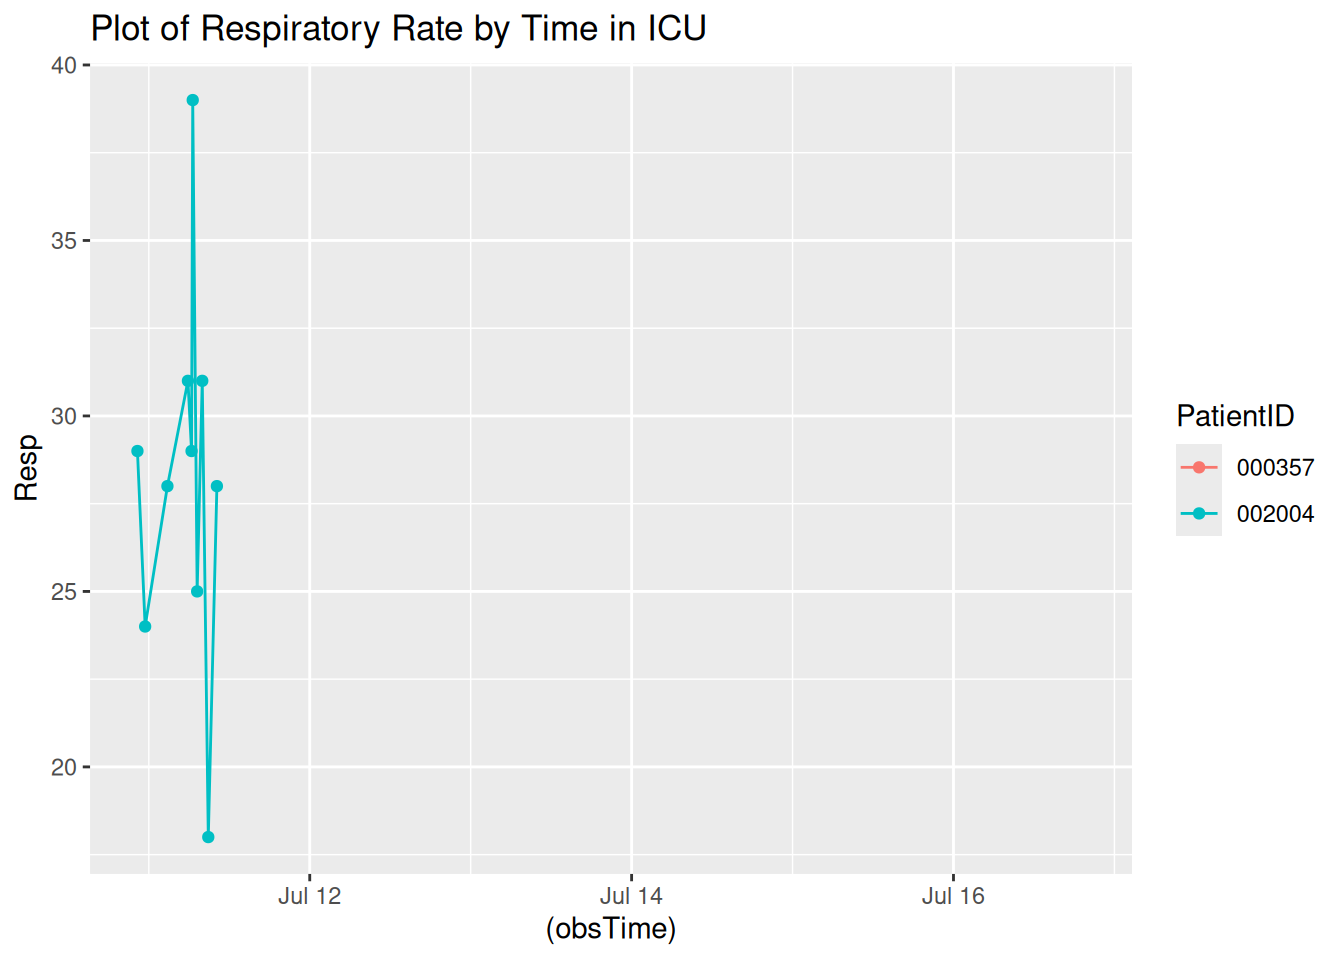 Plot of Respiratory Rate by Time in ICU
40
35
30
25
20
Resp
Jul 12
Jul 14
Jul 16
(obsTime)
PatientID
000357
002004